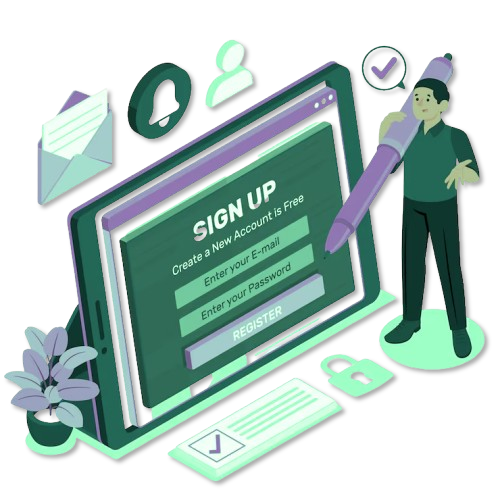 SIGN UP
Create a New Account is Free
Enter your E-mail
Enter your Password
REGISTER